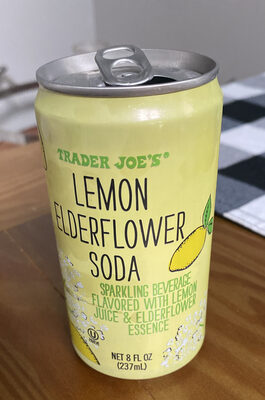 TRADER JOE'S®
LEMON
ELDERFLOWER
SODA
SPARKLING BEVERAGE
FLAVORED WITH LEMON
JUICE & ELDERFLOWER
ESSENCE
U
NET 8 FL OZ
(237mL)